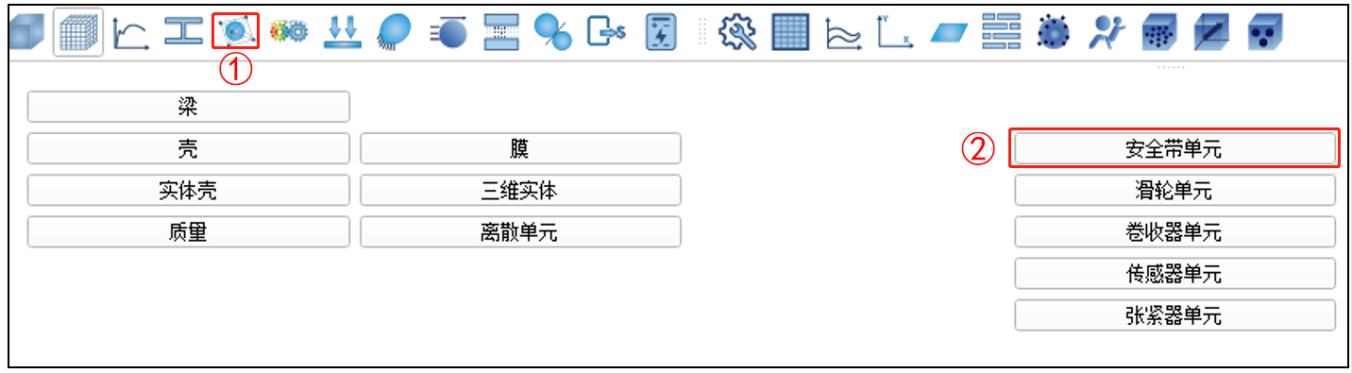 ①
梁
壳 膜 ② 安全带单元
实体壳 三维实体 滑轮单元
质量 离散单元 卷收器单元
传感器单元
张紧器单元